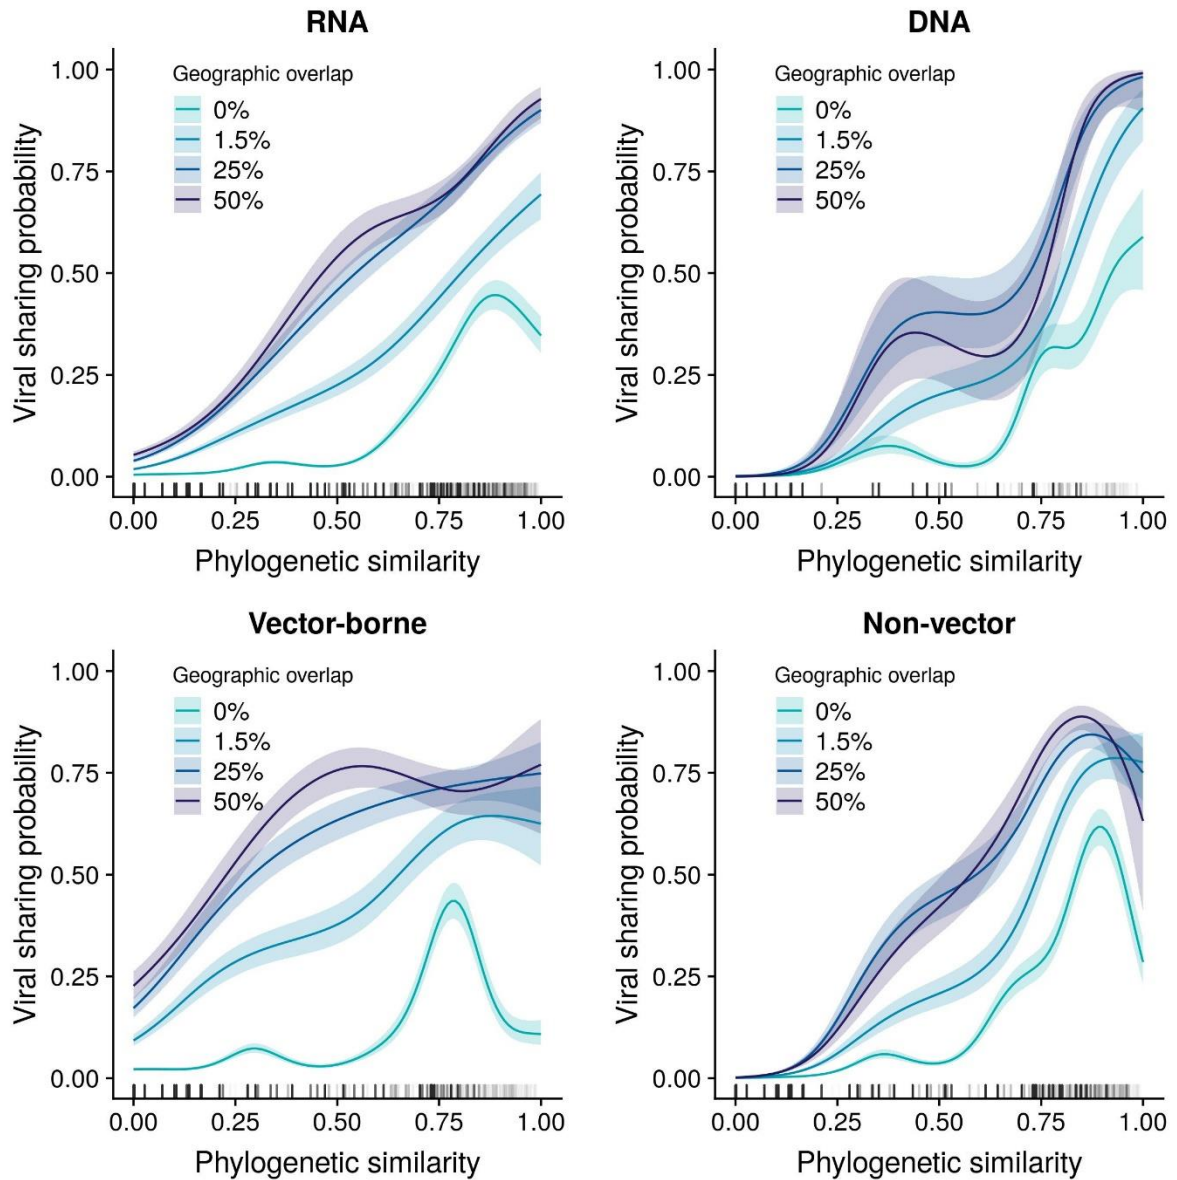 RNA
Viral sharing probability
1.00
0.75
0.50
0.25
0.00
Geographic overlap
0%
1.5%
25%
50%
0.00 0.25 0.50 0.75 1.00
Phylogenetic similarity
DNA
Viral sharing probability
1.00
0.75
0.50
0.25
0.00
Geographic overlap
0%
1.5%
25%
50%
0.00 0.25 0.50 0.75 1.00
Phylogenetic similarity
Vector-borne
Viral sharing probability
1.00
0.75
0.50
0.25
0.00
Geographic overlap
0%
1.5%
25%
50%
0.00 0.25 0.50 0.75 1.00
Phylogenetic similarity
Non-vector
Viral sharing probability
1.00
0.75
0.50
0.25
0.00
Geographic overlap
0%
1.5%
25%
50%
0.00 0.25 0.50 0.75 1.00
Phylogenetic similarity